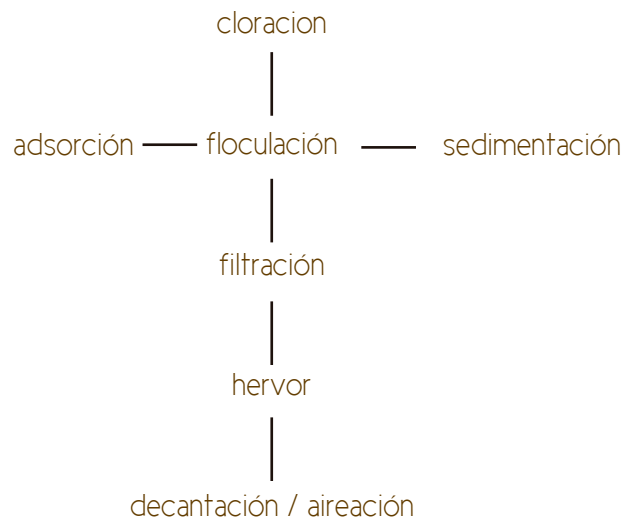 cloracion
adsorción floculación sedimentación
filtración
hervor
decantación / aireación